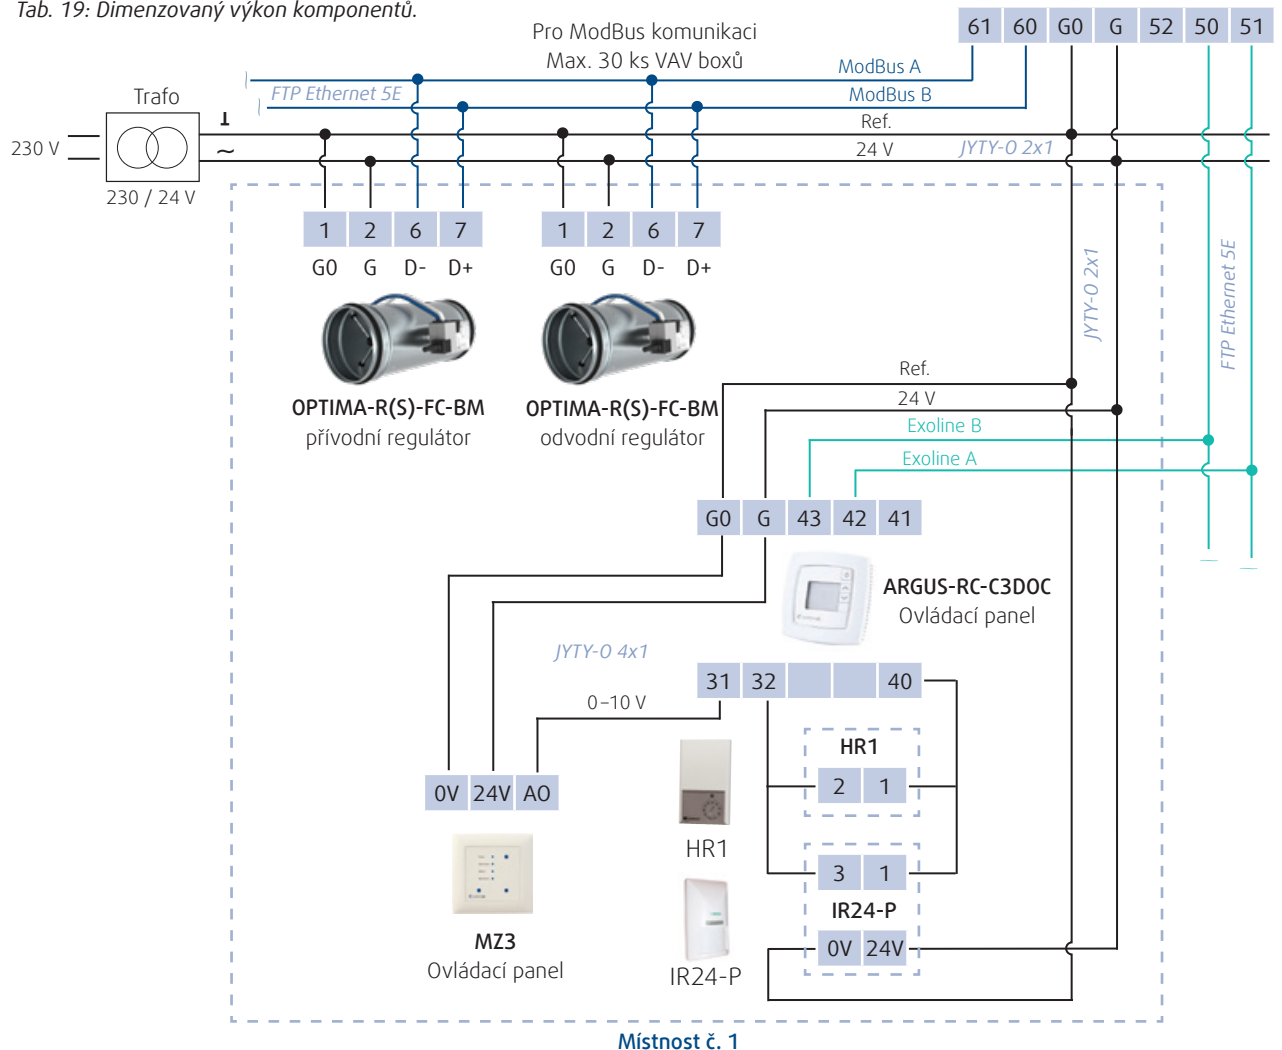 Tab. 19: Dimenzovaný výkon komponentů.
61 60 G0 G 52 50 51
Pro ModBus komunikaci
Max. 30 ks VAV boxů
ModBus A
FTP Ethernet 5E
ModBus B
Trafo
Ref.
230 V
~
24 V
JYTY-O 2x1
230 / 24 V
1 2 6 7
1 2 6 7
G0 G D- D+
G0 G D- D+
JYTY-O 2x1
FTP Ethernet 5E
OPTIMA-R(S)-FC-BM
přívodní regulátor
OPTIMA-R(S)-FC-BM
odvodní regulátor
Ref.
24 V
Exoline B
Exoline A
G0 G 43 42 41
ARGUS-RC-C3DOC
Ovládací panel
JYTY-O 4x1
31 32 40
0–10 V
HR1
2 1
0V 24V AO
HR1
3 1
IR24-P
0V 24V
MZ3
Ovládací panel
IR24-P
Místnost č. 1